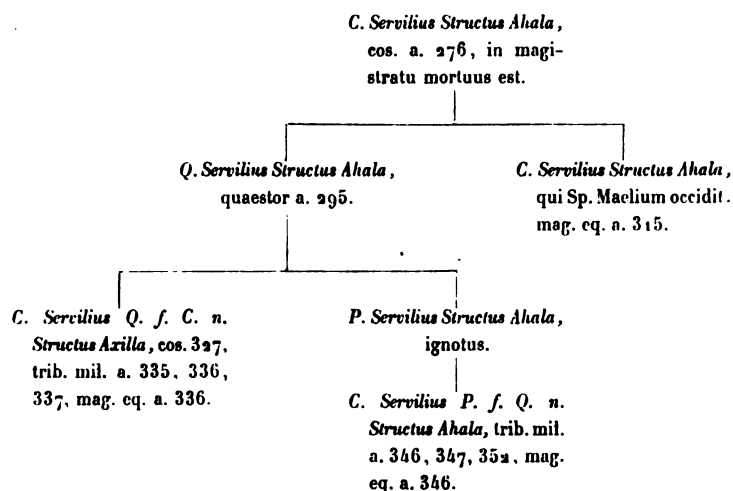 C. Servilius Structus Ahala,
cos. a. 276, in magi-
stratu mortuus est.
Q. Servilius Structus Ahala,
quaestor a. 295.
C. Servilius Structus Ahala,
qui Sp. Maelium occidit.
mag. eq. a. 315.
C. Servilius Q. f. C. n.
Structus Axilla, cos. 327,
trib. mil. a. 335, 336,
337, mag. eq. a. 336.
P. Servilius Structus Ahala,
ignotus.
C. Servilius P. f. Q. n.
Structus Ahala, trib. mil.
a. 346, 347, 352, mag.
eq. a. 346.